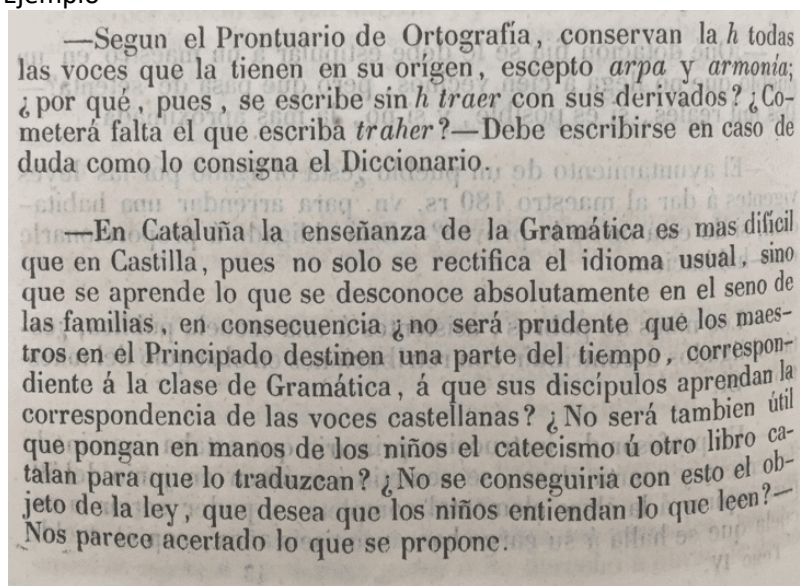 Ejemplo
—Segun el Prontuario de Ortografía, conservan la h todas
las voces que la tienen en su orígen, escepto arpa y armonía;
¿por qué, pues, se escribe sin h traer con sus derivados? ¿Co-
meterá falta el que escriba traher?—Debe escribirse en caso de
duda como lo consigna el Diccionario.
—En Cataluña la enseñanza de la Gramática es mas difícil
que en Castilla, pues no solo se rectifica el idioma usual, sino
que se aprende lo que se desconoce absolutamente en el seno de
las familias, en consecuencia ¿no será prudente que los maes-
tros en el Principado destinen una parte del tiempo, correspon-
diente á la clase de Gramática, á que sus discípulos aprendan la
correspondencia de las voces castellanas? ¿No será tambien útil
que pongan en manos de los niños el catecismo ú otro libro ca-
talan para que lo traduzcan? ¿No se conseguiria con esto el ob-
jeto de la ley, que desea que los niños entiendan lo que leen?—
Nos parece acertado lo que se propone.